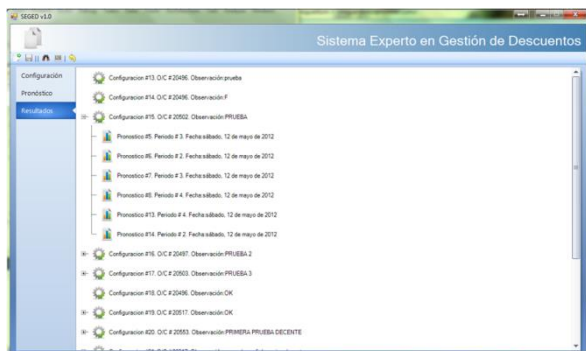 SEGED v1.0
Sistema Experto en Gestión de Descuentos
Configuración
Pronóstico
Resultados
Configuracion #13. O/C # 20496. Observación:prueba
Configuracion #14. O/C # 20496. Observación:F
Configuracion #15. O/C # 20502. Observación:PRUEBA
Pronostico #5. Periodo # 3. Fecha:sábado, 12 de mayo de 2012
Pronostico #6. Periodo # 2. Fecha:sábado, 12 de mayo de 2012
Pronostico #7. Periodo # 3. Fecha:sábado, 12 de mayo de 2012
Pronostico #8. Periodo # 4. Fecha:sábado, 12 de mayo de 2012
Pronostico #13. Periodo # 4. Fecha:sábado, 12 de mayo de 2012
Pronostico #14. Periodo # 2. Fecha:sábado, 12 de mayo de 2012
Configuracion #16. O/C # 20497. Observación:PRUEBA 2
Configuracion #17. O/C # 20503. Observación:PRUEBA 3
Configuracion #18. O/C # 20496. Observación:OK
Configuracion #19. O/C # 20517. Observación:OK
Configuracion #20. O/C # 20553. Observación:PRIMERA PRUEBA DECENTE